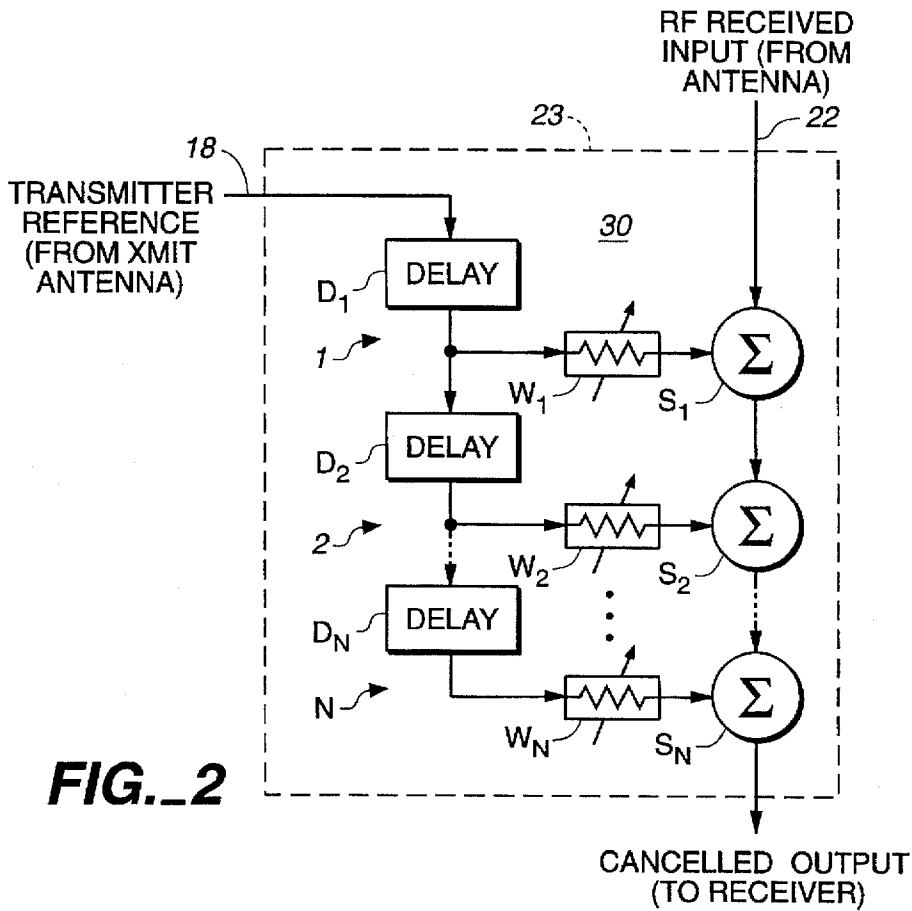 RF RECEIVED
INPUT (FROM
ANTENNA)
22
23
18
TRANSMITTER
REFERENCE
(FROM XMIT
ANTENNA)
30
DELAY
D1
1
W1
Σ
S1
DELAY
D2
2
W2
Σ
S2
DELAY
DN
N
WN
Σ
SN
FIG._2
CANCELLED OUTPUT
(TO RECEIVER)